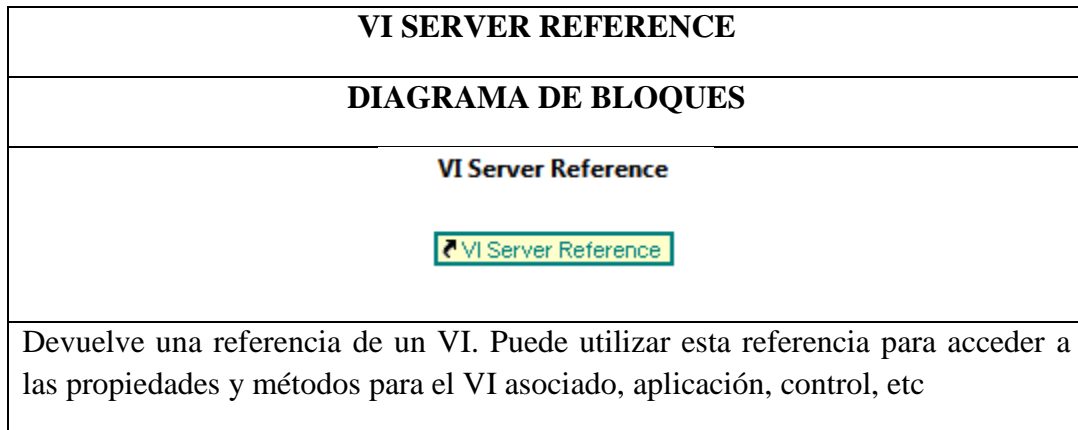 VI SERVER REFERENCE
DIAGRAMA DE BLOQUES
VI Server Reference
VI Server Reference
Devuelve una referencia de un VI. Puede utilizar esta referencia para acceder a
las propiedades y métodos para el VI asociado, aplicación, control, etc